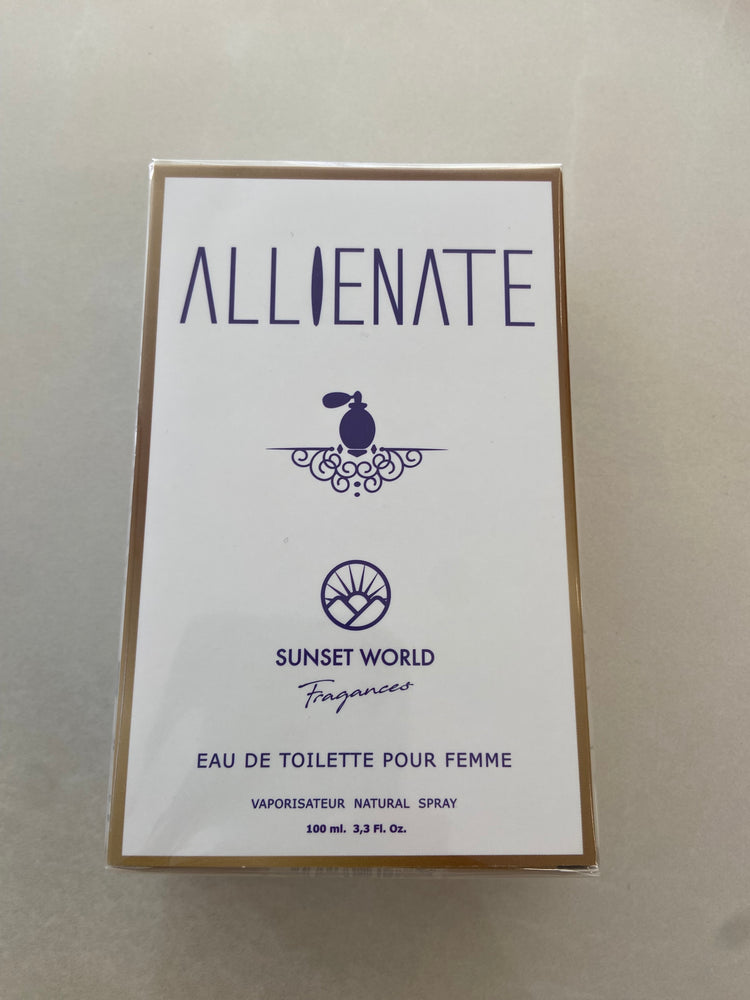 ALLIENATE
SUNSET WORLD
Fragances
EAU DE TOILETTE POUR FEMME
VAPORISATEUR NATURAL SPRAY
100 ml. 3,3 Fl. Oz.